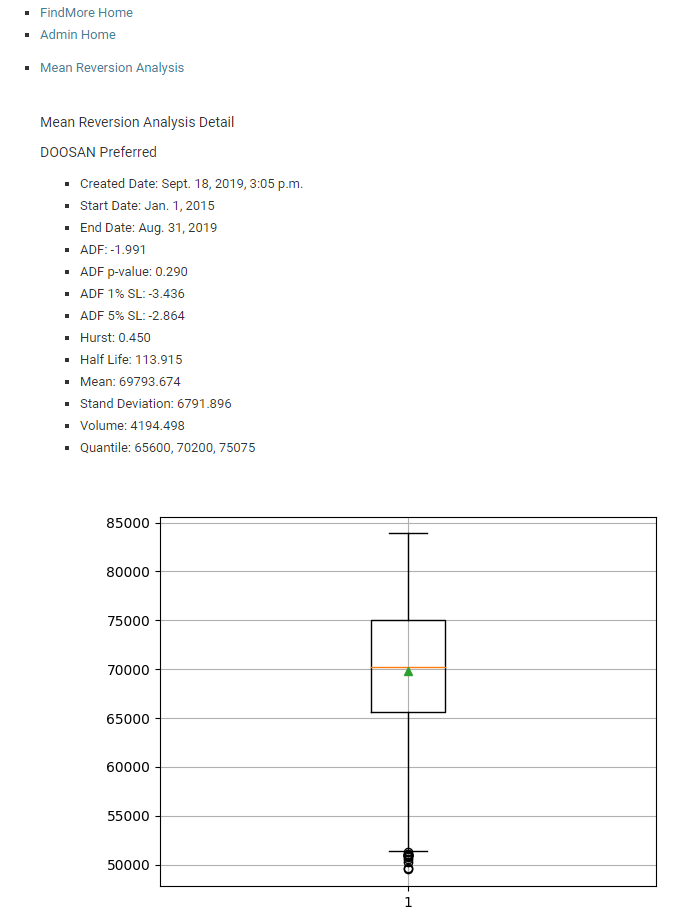 FindMore Home
Admin Home
Mean Reversion Analysis
Mean Reversion Analysis Detail
DOOSAN Preferred
Created Date: Sept. 18, 2019, 3:05 p.m.
Start Date: Jan. 1, 2015
End Date: Aug. 31, 2019
ADF: -1.991
ADF p-value: 0.290
ADF 1% SL: -3.436
ADF 5% SL: -2.864
Hurst: 0.450
Half Life: 113.915
Mean: 69793.674
Stand Deviation: 6791.896
Volume: 4194.498
Quantile: 65600, 70200, 75075
85000
80000
75000
70000
65000
60000
55000
50000
1